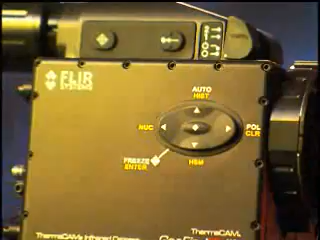 FLIR
SYSTEMS
AUTO
HIST
NUC
POL
CLR
FREEZE
ENTER
HSM
ThermaCAM
ThermaCAM Infrared Camera